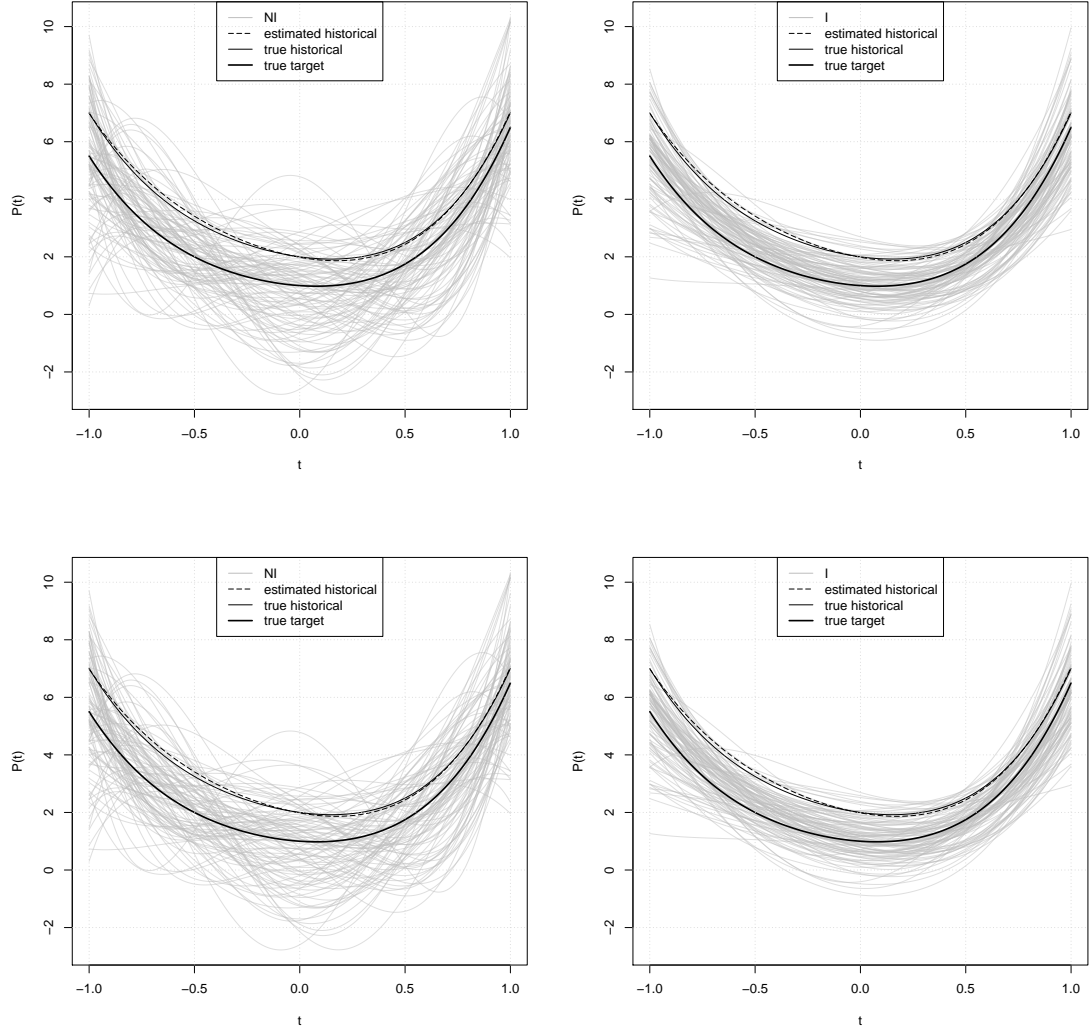 NI
estimated historical
true historical
true target
P(t)
10
8
6
4
2
0
−2
−1.0 −0.5 0.0 0.5 1.0
t
I
estimated historical
true historical
true target
P(t)
10
8
6
4
2
0
−2
−1.0 −0.5 0.0 0.5 1.0
t
NI
estimated historical
true historical
true target
P(t)
10
8
6
4
2
0
−2
−1.0 −0.5 0.0 0.5 1.0
t
I
estimated historical
true historical
true target
P(t)
10
8
6
4
2
0
−2
−1.0 −0.5 0.0 0.5 1.0
t